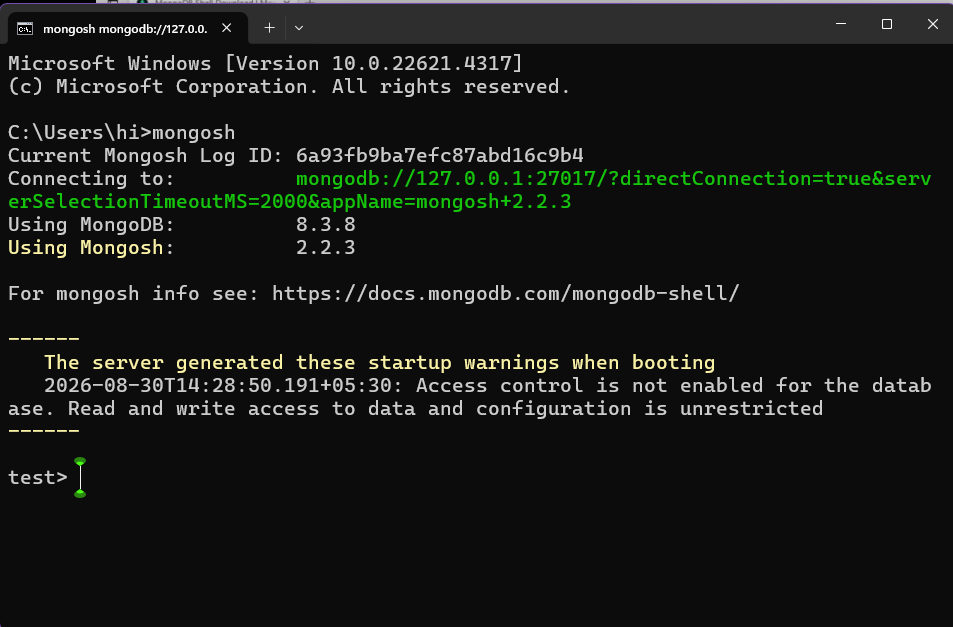 mongosh mongodb://127.0.0.
Microsoft Windows [Version 10.0.22621.4317]
(c) Microsoft Corporation. All rights reserved.
C:\Users\hi>mongosh
Current Mongosh Log ID: 6a93fb9ba7efc87abd16c9b4
Connecting to: mongodb://127.0.0.1:27017/?directConnection=true&serv
erSelectionTimeoutMS=2000&appName=mongosh+2.2.3
Using MongoDB: 8.3.8
Using Mongosh: 2.2.3
For mongosh info see: https://docs.mongodb.com/mongodb-shell/
------
The server generated these startup warnings when booting
2026-08-30T14:28:50.191+05:30: Access control is not enabled for the datab
ase. Read and write access to data and configuration is unrestricted
------
test>